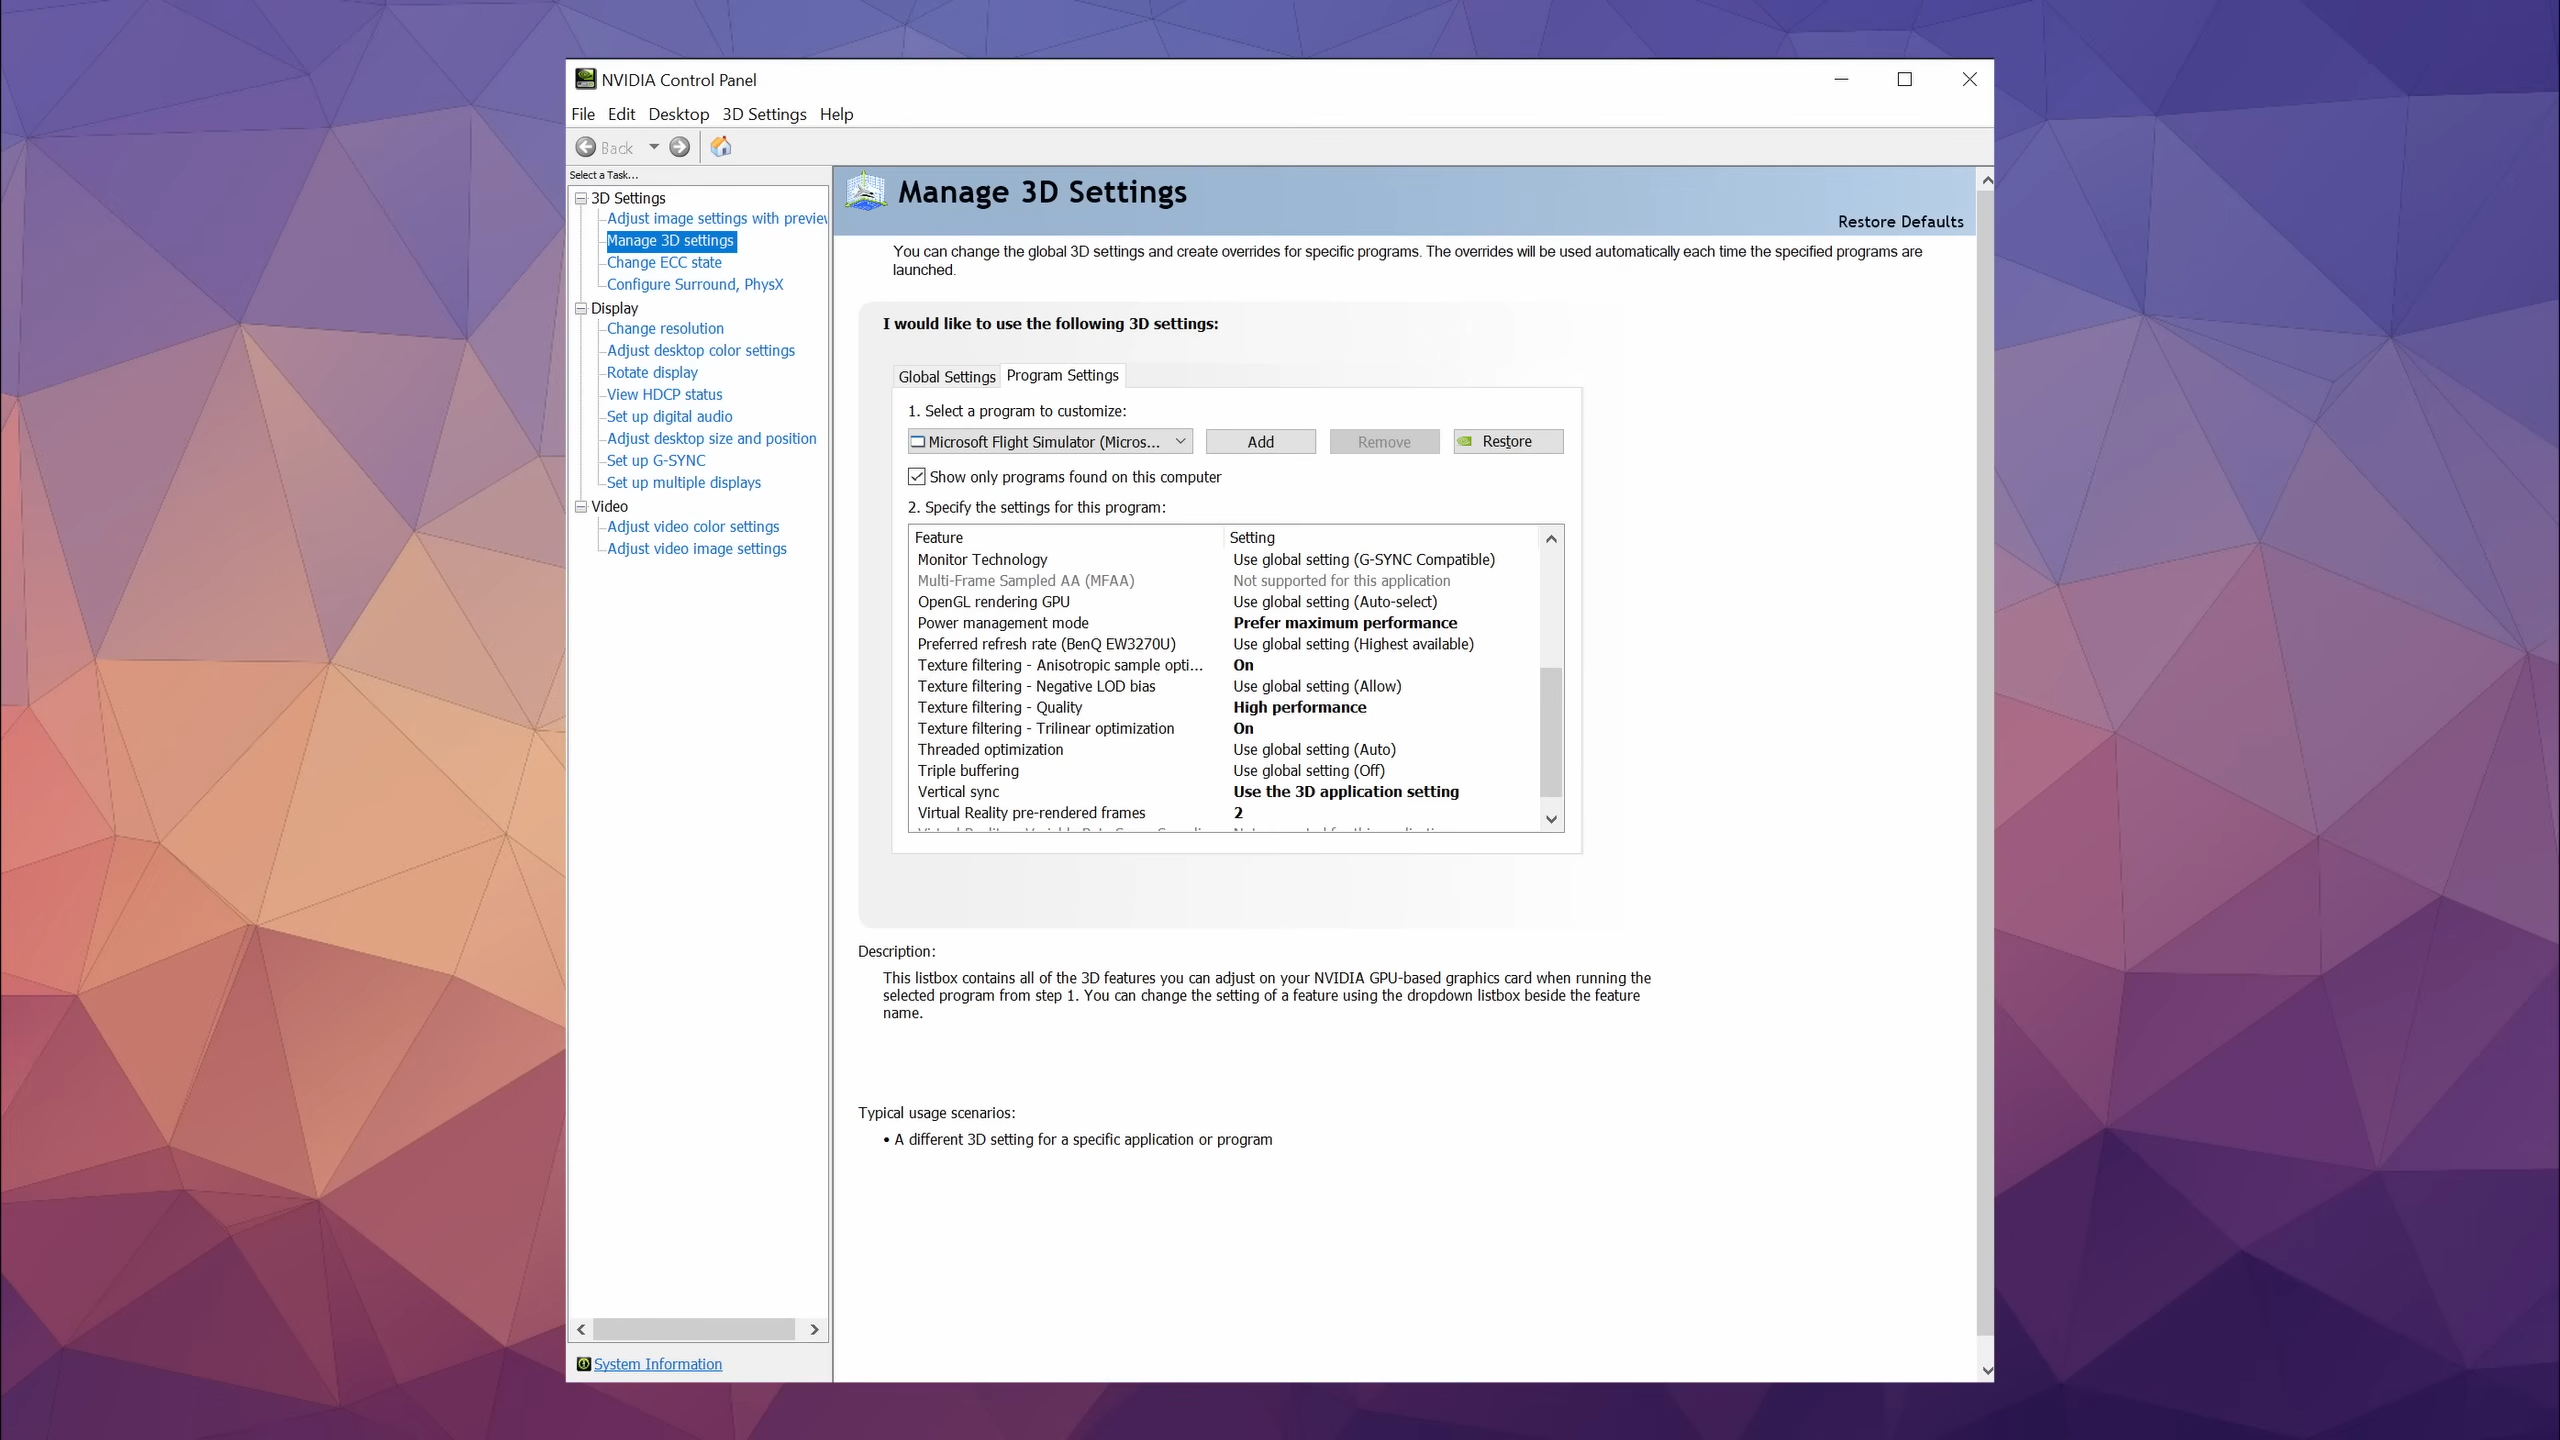 NVIDIA Control Panel
File Edit Desktop 3D Settings Help
Back
Select a Task...
3D Settings
Adjust image settings with preview
Manage 3D settings
Change ECC state
Configure Surround, PhysX
Display
Change resolution
Adjust desktop color settings
Rotate display
View HDCP status
Set up digital audio
Adjust desktop size and position
Set up G-SYNC
Set up multiple displays
Video
Adjust video color settings
Adjust video image settings
System Information
Manage 3D Settings
Restore Defaults
You can change the global 3D settings and create overrides for specific programs. The overrides will be used automatically each time the specified programs are
launched.
I would like to use the following 3D settings:
Global Settings Program Settings
1. Select a program to customize:
Microsoft Flight Simulator (Micros... Add Remove Restore
Show only programs found on this computer
2. Specify the settings for this program:
Feature Setting
Monitor Technology Use global setting (G-SYNC Compatible)
Multi-Frame Sampled AA (MFAA) Not supported for this application
OpenGL rendering GPU Use global setting (Auto-select)
Power management mode Prefer maximum performance
Preferred refresh rate (BenQ EW3270U) Use global setting (Highest available)
Texture filtering - Anisotropic sample opti... On
Texture filtering - Negative LOD bias Use global setting (Allow)
Texture filtering - Quality High performance
Texture filtering - Trilinear optimization On
Threaded optimization Use global setting (Auto)
Triple buffering Use global setting (Off)
Vertical sync Use the 3D application setting
Virtual Reality pre-rendered frames 2
Description:
This listbox contains all of the 3D features you can adjust on your NVIDIA GPU-based graphics card when running the
selected program from step 1. You can change the setting of a feature using the dropdown listbox beside the feature
name.
Typical usage scenarios:
• A different 3D setting for a specific application or program